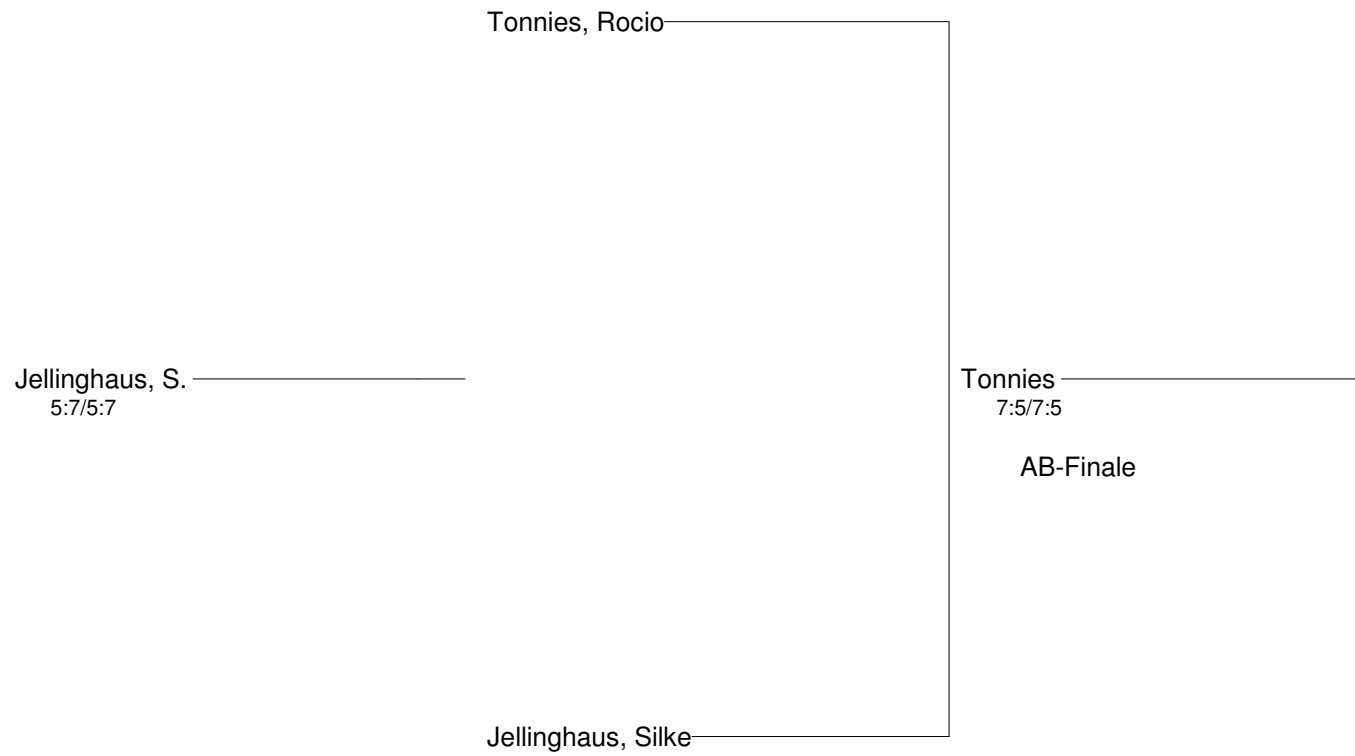 Tonnies, Rocio
Jellinghaus, S.
5:7/5:7
Tonnies
7:5/7:5
AB-Finale
Jellinghaus, Silke